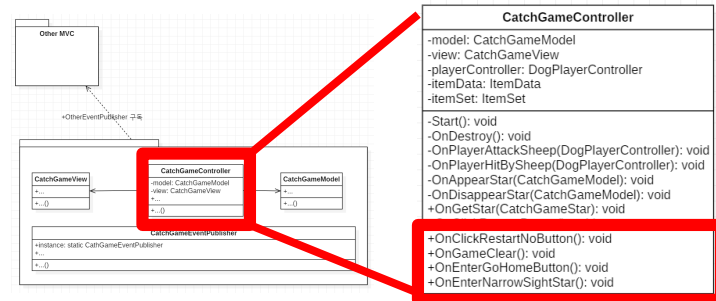 Other MVC
+OtherEventPublisher 구독
CatchGameView
+...
+...()
CatchGameController
-model: CatchGameModel
-view: CatchGameView
+...
+...()
CatchGameModel
+...
+...()
CatchGameEventPublisher
+instance: static CathGameEventPublisher
+...
+...()
CatchGameController
-model: CatchGameModel
-view: CatchGameView
-playerController: DogPlayerController
-itemData: ItemData
-itemSet: ItemSet
-Start(): void
-OnDestroy(): void
-OnPlayerAttackSheep(DogPlayerController): void
-OnPlayerHitBySheep(DogPlayerController): void
-OnAppearStar(CatchGameModel): void
-OnDisappearStar(CatchGameModel): void
+OnGetStar(CatchGameStar): void
+OnClickRestartNoButton(): void
+OnGameClear(): void
+OnEnterGoHomeButton(): void
+OnEnterNarrowSightStar(): void